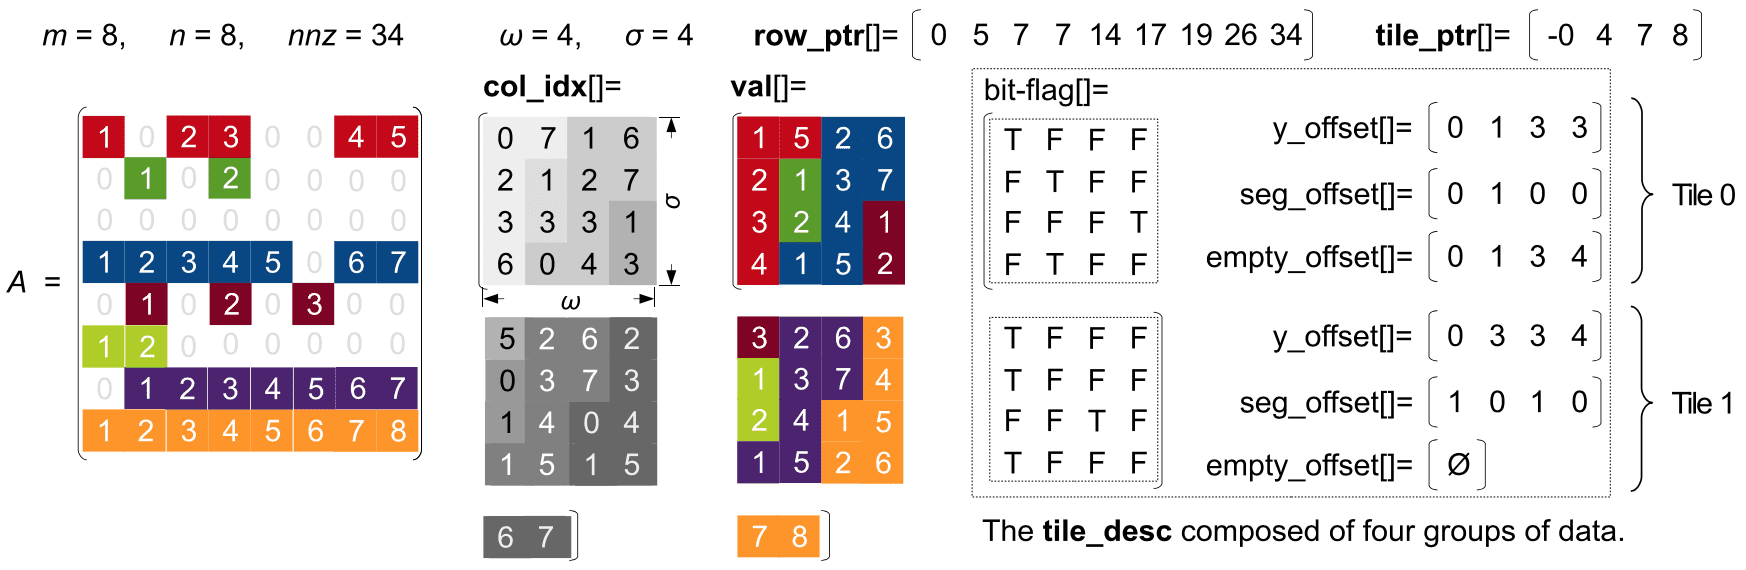 m = 8, n = 8, nnz = 34 ω = 4, σ = 4 row_ptr[]= 0 5 7 7 14 17 19 26 34 tile_ptr[]= -0 4 7 8
col_idx[]= val[]= bit-flag[]=
A =
1 0 2 3 0 0 4 5
0 1 0 2 0 0 0 0
0 0 0 0 0 0 0 0
1 2 3 4 5 0 6 7
0 1 0 2 0 3 0 0
1 2 0 0 0 0 0 0
0 1 2 3 4 5 6 7
1 2 3 4 5 6 7 8
0 7 1 6
2 1 2 7
3 3 3 1
6 0 4 3
σ
ω
5 2 6 2
0 3 7 3
1 4 0 4
1 5 1 5
6 7
1 5 2 6
2 1 3 7
3 2 4 1
4 1 5 2
3 2 6 3
1 3 7 4
2 4 1 5
1 5 2 6
7 8
T F F F
F T F F
F F F T
F T F F
y_offset[]= 0 1 3 3
seg_offset[]= 0 1 0 0
empty_offset[]= 0 1 3 4
Tile 0
T F F F
T F F F
F F T F
T F F F
y_offset[]= 0 3 3 4
seg_offset[]= 1 0 1 0
empty_offset[]= Ø
Tile 1
The tile_desc composed of four groups of data.